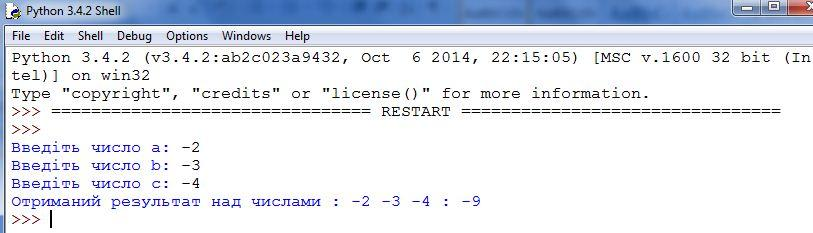 Python 3.4.2 Shell
File Edit Shell Debug Options Windows Help
Python 3.4.2 (v3.4.2:ab2c023a9432, Oct  6 2014, 22:15:05) [MSC v.1600 32 bit (In
tel)] on win32
Type "copyright", "credits" or "license()" for more information.
>>> ================================ RESTART ================================
>>>
Введіть число a: -2
Введіть число b: -3
Введіть число c: -4
Отриманий результат над числами : -2 -3 -4 : -9
>>>